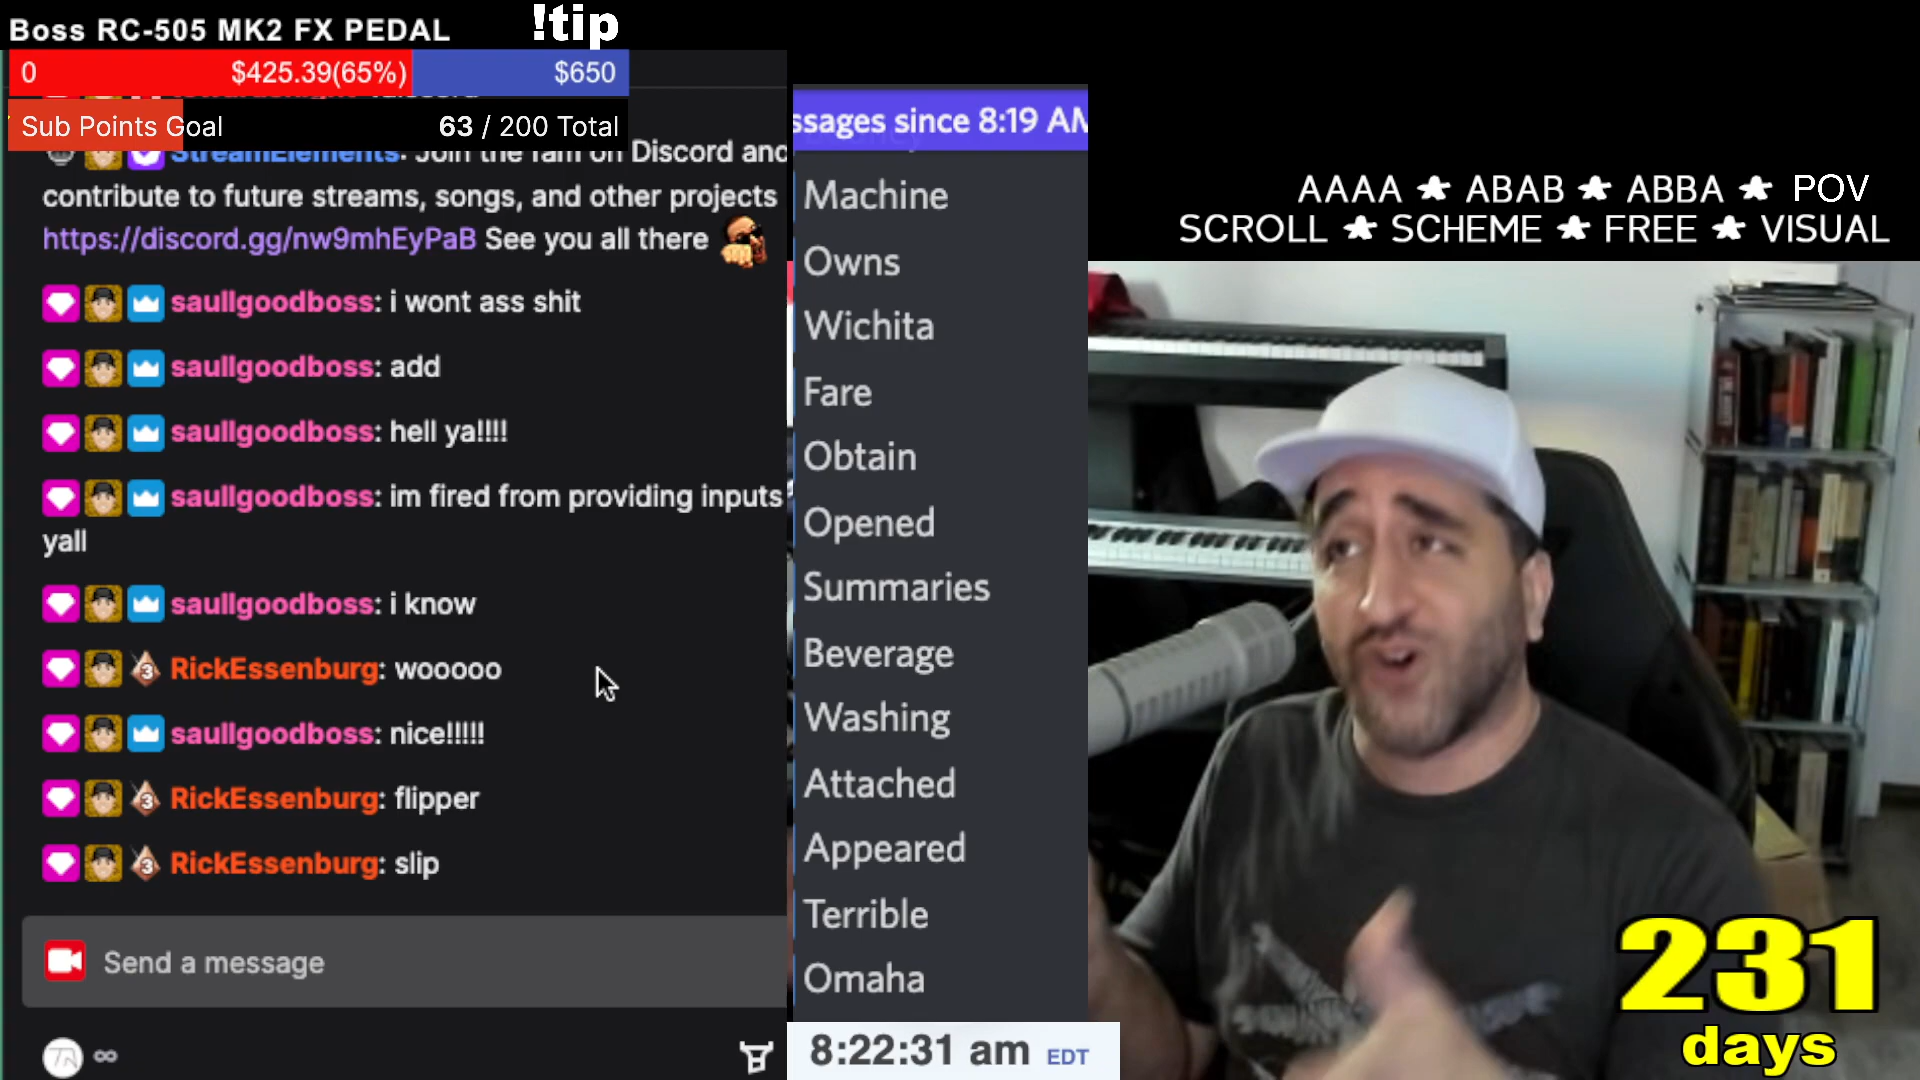 Boss RC-505 MK2 FX PEDAL
!tip
0 $425.39(65%) $650
Sub Points Goal 63 / 200 Total
StreamElements: Join the fam on Discord and
contribute to future streams, songs, and other projects
https://discord.gg/nw9mhEyPaB See you all there
saullgoodboss: i wont ass shit
saullgoodboss: add
saullgoodboss: hell ya!!!!
saullgoodboss: im fired from providing inputs
yall
saullgoodboss: i know
RickEssenburg: wooooo
saullgoodboss: nice!!!!!
RickEssenburg: flipper
RickEssenburg: slip
Send a message
∞
ssages since 8:19 AM
Machine
Owns
Wichita
Fare
Obtain
Opened
Summaries
Beverage
Washing
Attached
Appeared
Terrible
Omaha
8:22:31 am EDT
AAAA ★ ABAB ★ ABBA ★ POV
SCROLL ★ SCHEME ★ FREE ★ VISUAL
231
days